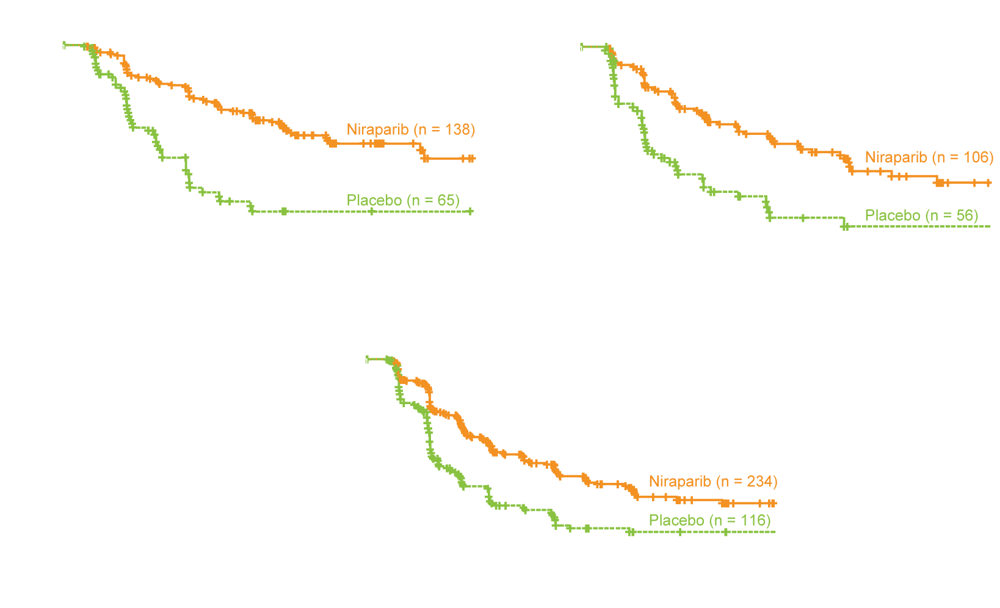 Niraparib (n = 138)
Placebo (n = 65)
Niraparib (n = 106)
Placebo (n = 56)
Niraparib (n = 234)
Placebo (n = 116)